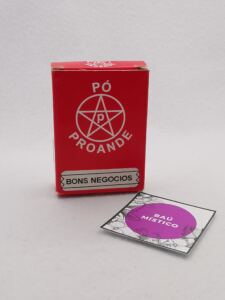 PÓ
P
PROANDE
BONS NEGOCIOS
BAÚ
MÍSTICO